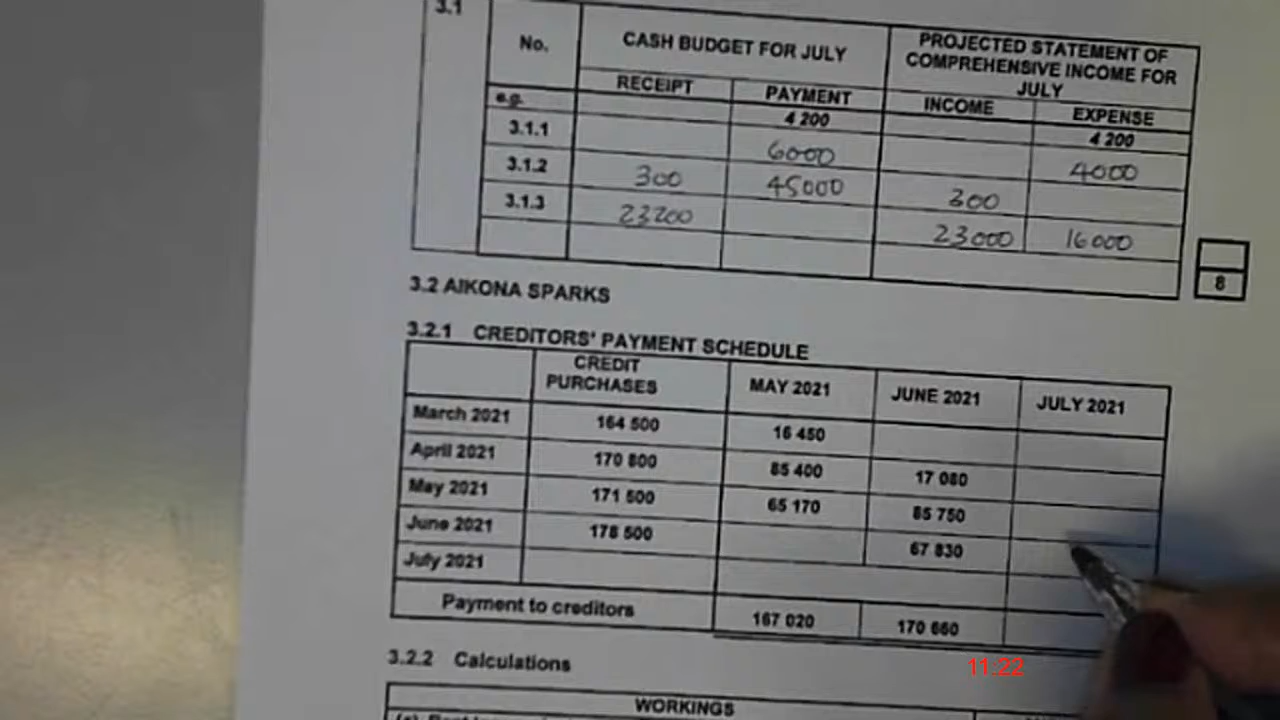 3.1
No. CASH BUDGET FOR JULY PROJECTED STATEMENT OF COMPREHENSIVE INCOME FOR JULY
RECEIPT PAYMENT INCOME EXPENSE
e.g. 4 200 4 200
3.1.1 6000 4000
3.1.2 300 45000 300
3.1.3 23200 23000 16000
8
3.2 AIKONA SPARKS
3.2.1 CREDITORS' PAYMENT SCHEDULE
CREDIT PURCHASES MAY 2021 JUNE 2021 JULY 2021
March 2021 164 500 16 450
April 2021 170 800 85 400 17 080
May 2021 171 500 65 170 85 750
June 2021 178 500 67 830
July 2021
Payment to creditors 167 020 170 660
11:22
3.2.2 Calculations
WORKINGS